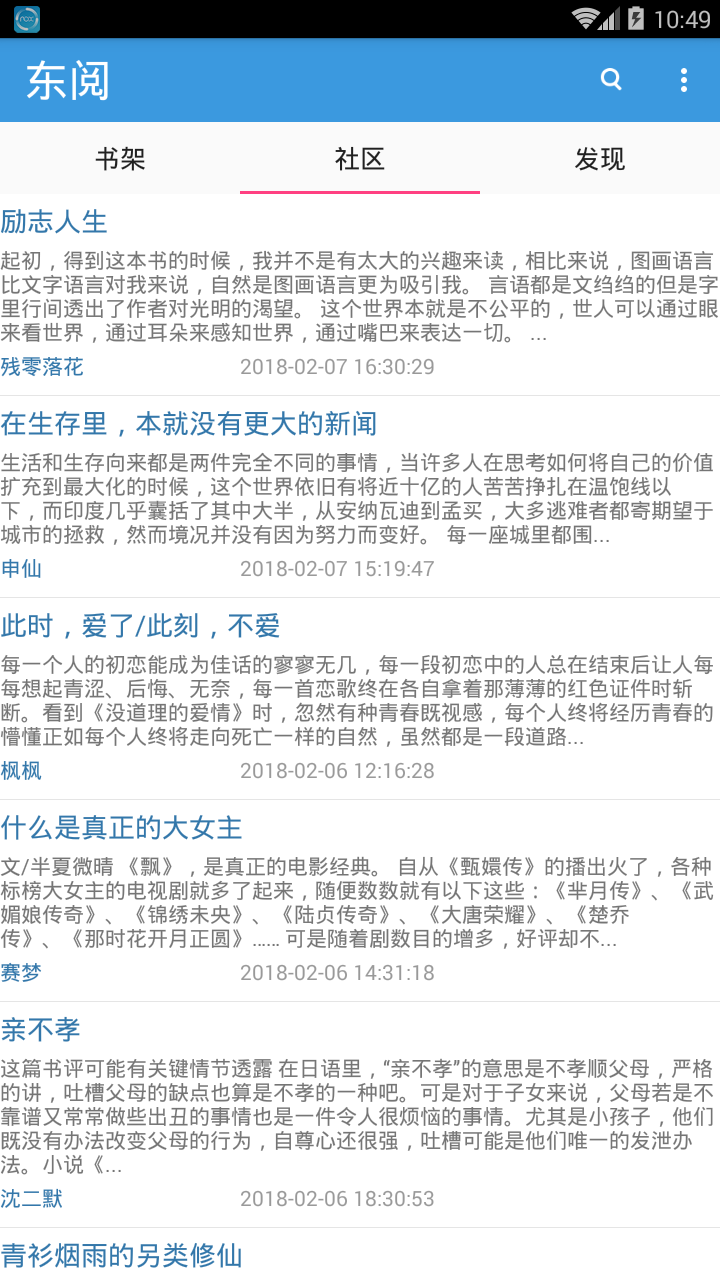 nox
10:49
东阅
书架
社区
发现
励志人生
起初，得到这本书的时候，我并不是有太大的兴趣来读，相比来说，图画语言
比文字语言对我来说，自然是图画语言更为吸引我。 言语都是文绉绉的但是字
里行间透出了作者对光明的渴望。 这个世界本就是不公平的，世人可以通过眼
来看世界，通过耳朵来感知世界，通过嘴巴来表达一切。 ...
残零落花
2018-02-07 16:30:29
在生存里，本就没有更大的新闻
生活和生存向来都是两件完全不同的事情，当许多人在思考如何将自己的价值
扩充到最大化的时候，这个世界依旧有将近十亿的人苦苦挣扎在温饱线以
下，而印度几乎囊括了其中大半，从安纳瓦迪到孟买，大多逃难者都寄期望于
城市的拯救，然而境况并没有因为努力而变好。 每一座城里都围...
申仙
2018-02-07 15:19:47
此时，爱了/此刻，不爱
每一个人的初恋能成为佳话的寥寥无几，每一段初恋中的人总在结束后让人每
每想起青涩、后悔、无奈，每一首恋歌终在各自拿着那薄薄的红色证件时斩
断。看到《没道理的爱情》时，忽然有种青春既视感，每个人终将经历青春的
懵懂正如每个人终将走向死亡一样的自然，虽然都是一段道路...
枫枫
2018-02-06 12:16:28
什么是真正的大女主
文/半夏微晴 《飘》，是真正的电影经典。 自从《甄嬛传》的播出火了，各种
标榜大女主的电视剧就多了起来，随便数数就有以下这些：《芈月传》、《武
媚娘传奇》、《锦绣未央》、《陆贞传奇》、《大唐荣耀》、《楚乔
传》、《那时花开月正圆》...... 可是随着剧数目的增多，好评却不...
赛梦
2018-02-06 14:31:18
亲不孝
这篇书评可能有关键情节透露 在日语里，“亲不孝”的意思是不孝顺父母，严格
的讲，吐槽父母的缺点也算是不孝的一种吧。可是对于子女来说，父母若是不
靠谱又常常做些出丑的事情也是一件令人很烦恼的事情。尤其是小孩子，他们
既没有办法改变父母的行为，自尊心还很强，吐槽可能是他们唯一的发泄办
法。小说《...
沈二默
2018-02-06 18:30:53
青衫烟雨的另类修仙